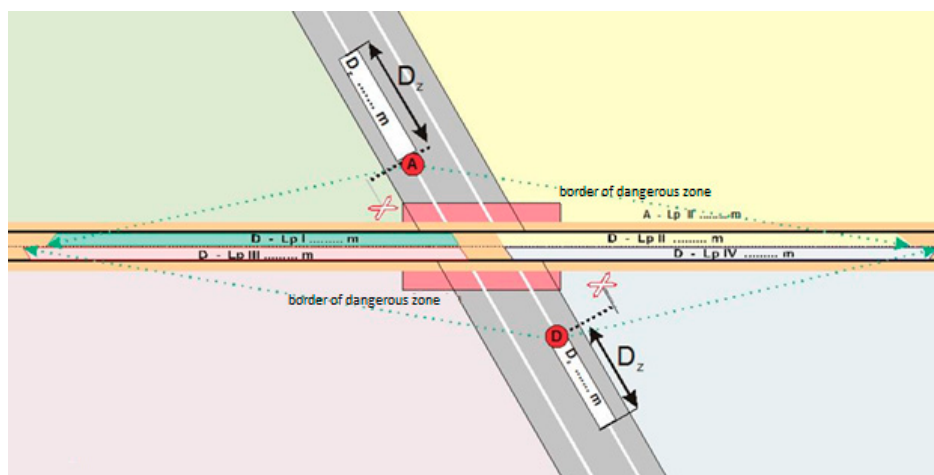 Dz ........ m
Dz
A
border of dangerous zone
A - Lp II ......... m
D - Lp I ......... m
D - Lp II ......... m
D - Lp III ......... m
D - Lp IV ......... m
border of dangerous zone
D
Dz ....... m
Dz